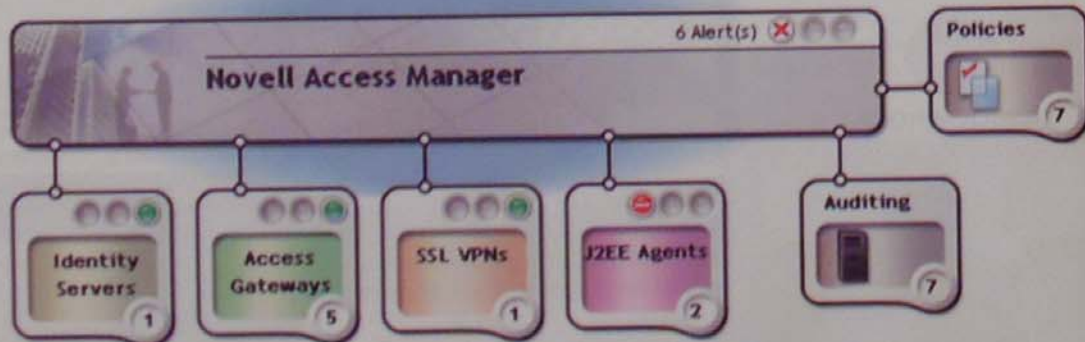 6 Alert(s)
Novell Access Manager
Policies
7
Identity
Servers
1
Access
Gateways
5
SSL VPNs
1
J2EE Agents
2
Auditing
7